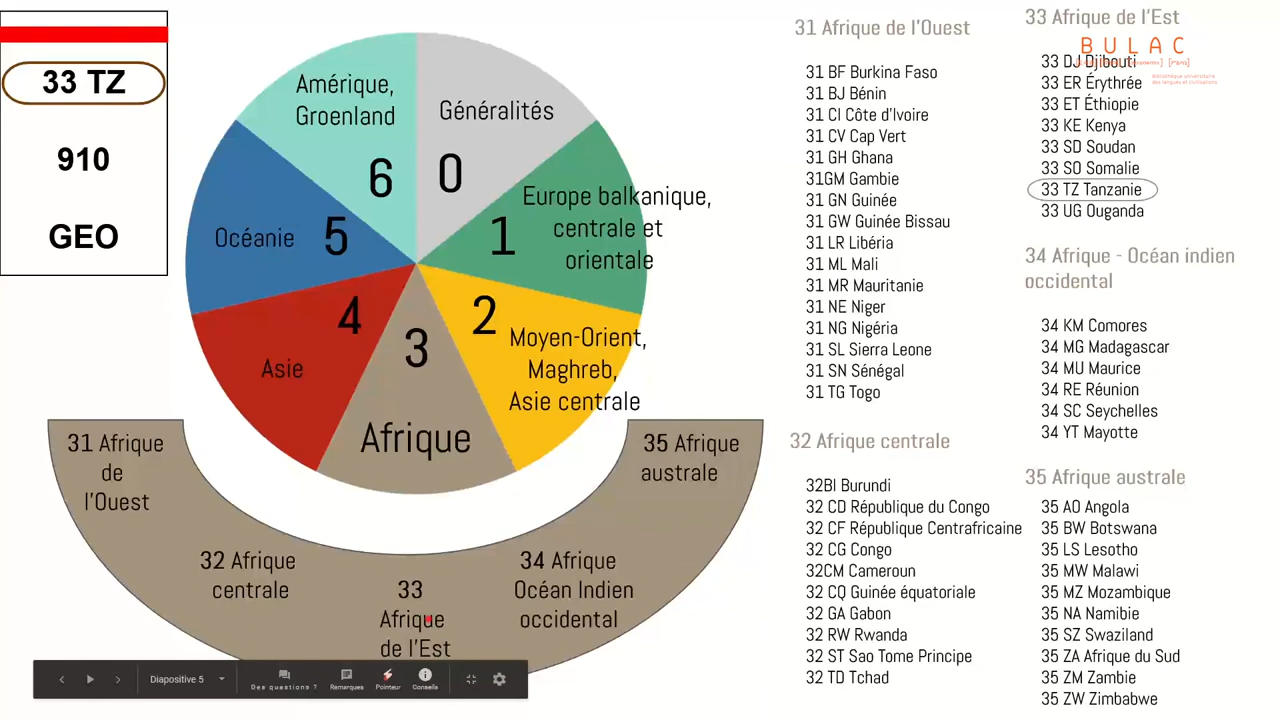 33 TZ
910
GEO
Amérique,
Groenland
6
Généralités
0
Europe balkanique,
centrale et
orientale
1
Océanie
5
4
Asie
3
Afrique
2
Moyen-Orient,
Maghreb,
Asie centrale
31 Afrique
de
l'Ouest
32 Afrique
centrale
33
Afrique
de l'Est
34 Afrique
Océan Indien
occidental
35 Afrique
australe
Diapositive 5
Des questions ?
Remarques
Pointeur
Conseils
31 Afrique de l'Ouest
31 BF Burkina Faso
31 BJ Bénin
31 CI Côte d'Ivoire
31 CV Cap Vert
31 GH Ghana
31GM Gambie
31 GN Guinée
31 GW Guinée Bissau
31 LR Libéria
31 ML Mali
31 MR Mauritanie
31 NE Niger
31 NG Nigéria
31 SL Sierra Leone
31 SN Sénégal
31 TG Togo
32 Afrique centrale
32BI Burundi
32 CD République du Congo
32 CF République Centrafricaine
32 CG Congo
32CM Cameroun
32 CQ Guinée équatoriale
32 GA Gabon
32 RW Rwanda
32 ST Sao Tome Principe
32 TD Tchad
33 Afrique de l'Est
BULAC
Bibliothèque universitaire
des langues et civilisations
33 DJ Djibouti
33 ER Érythrée
33 ET Éthiopie
33 KE Kenya
33 SD Soudan
33 SO Somalie
33 TZ Tanzanie
33 UG Ouganda
34 Afrique - Océan indien
occidental
34 KM Comores
34 MG Madagascar
34 MU Maurice
34 RE Réunion
34 SC Seychelles
34 YT Mayotte
35 Afrique australe
35 AO Angola
35 BW Botswana
35 LS Lesotho
35 MW Malawi
35 MZ Mozambique
35 NA Namibie
35 SZ Swaziland
35 ZA Afrique du Sud
35 ZM Zambie
35 ZW Zimbabwe